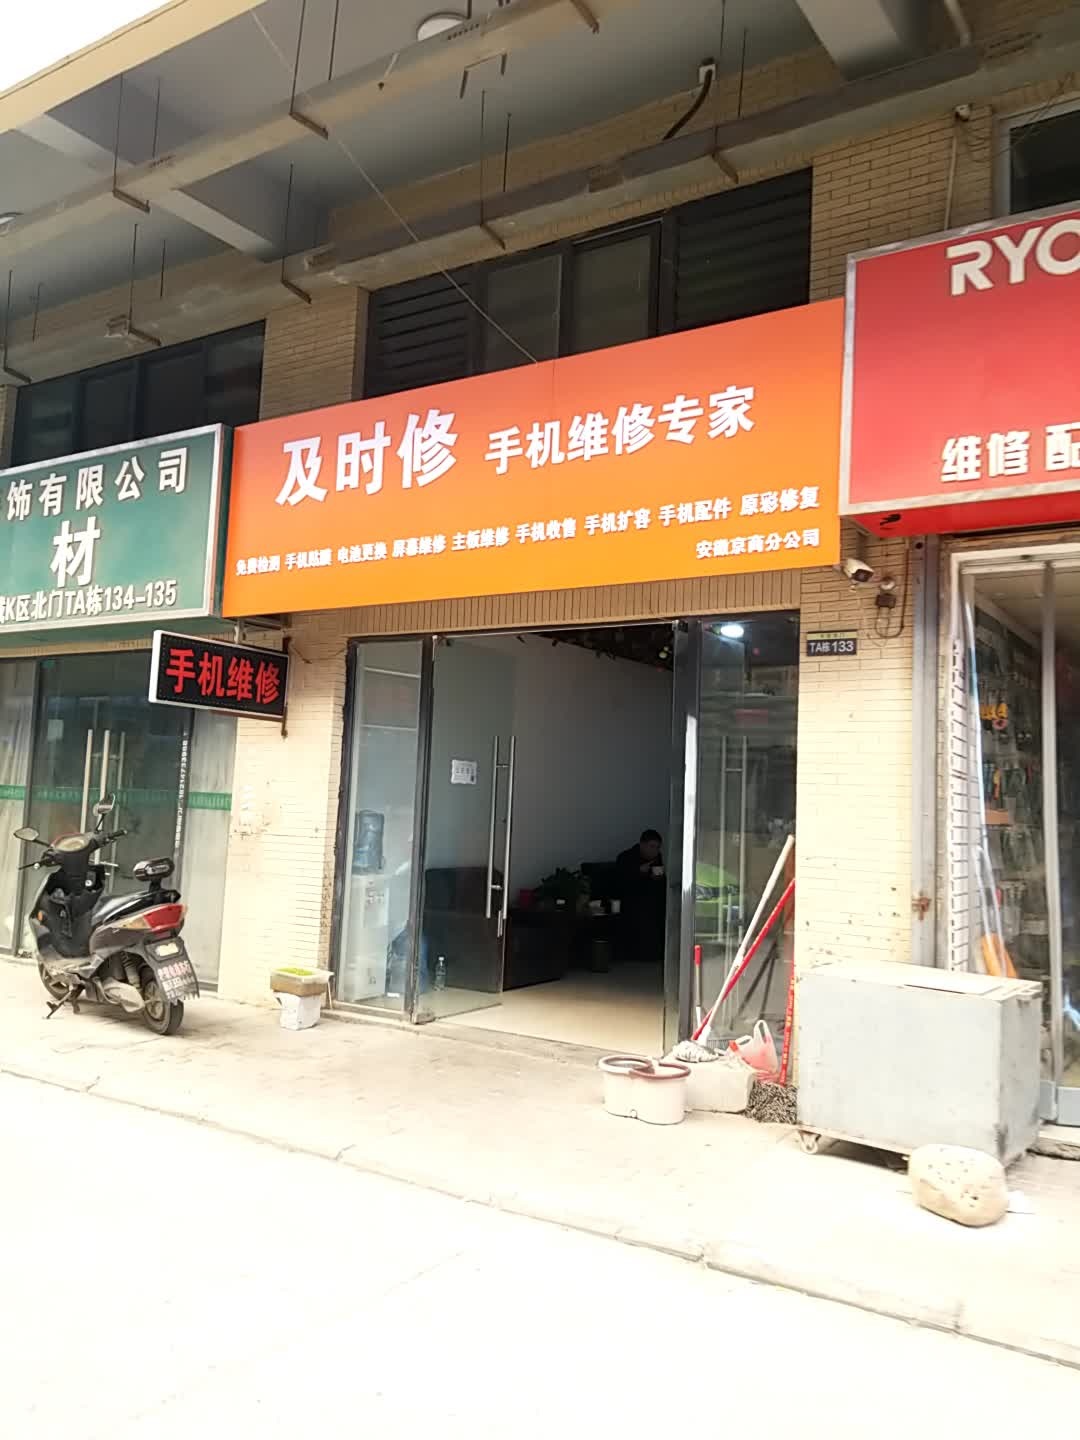 RYO
维修 配
及时修 手机维修专家
免费检测 手机贴膜 电池更换 屏幕维修 主板维修 手机收售 手机扩容 手机配件 原彩修复
安徽京商分公司
饰有限公司
材
K区北门TA栋134-135
手机维修
TA栋133